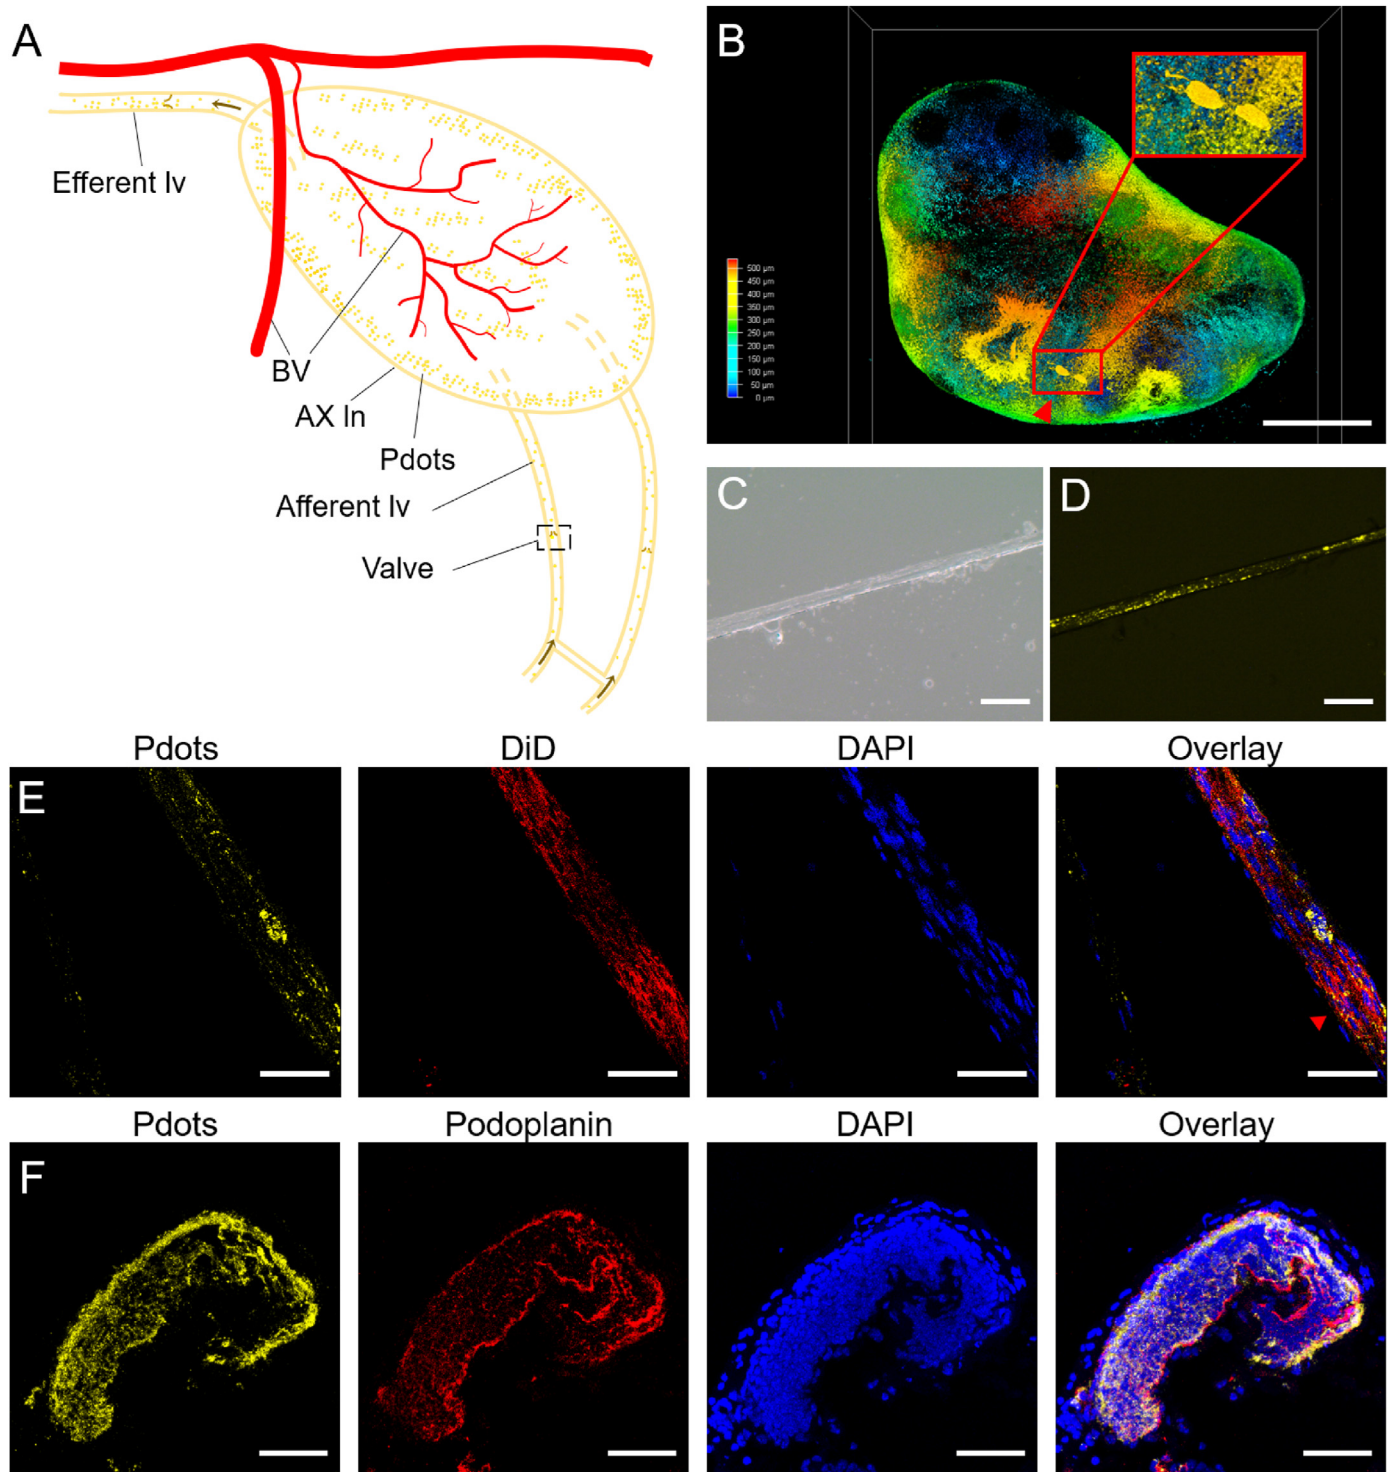 A
Efferent lv
BV
AX ln
Pdots
Afferent lv
Valve
B
500 µm
450 µm
400 µm
350 µm
300 µm
250 µm
200 µm
150 µm
100 µm
50 µm
0 µm
C
D
Pdots DiD DAPI Overlay
E
Pdots Podoplanin DAPI Overlay
F